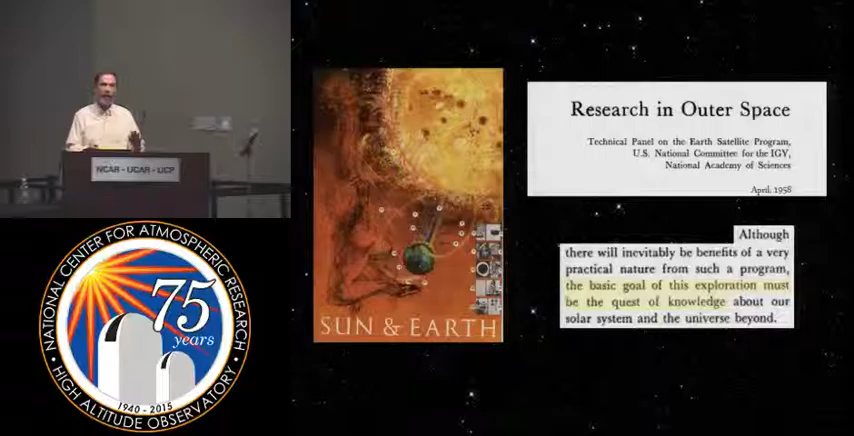 NCAR - UCAR - UCP
NATIONAL CENTER FOR ATMOSPHERIC RESEARCH
75
years
1940 - 2015
HIGH ALTITUDE OBSERVATORY
SUN & EARTH
Research in Outer Space
Technical Panel on the Earth Satellite Program,
U.S. National Committee for the IGY,
National Academy of Sciences
April, 1958
Although
there will inevitably be benefits of a very
practical nature from such a program,
the basic goal of this exploration must
be the quest of knowledge about our
solar system and the universe beyond.